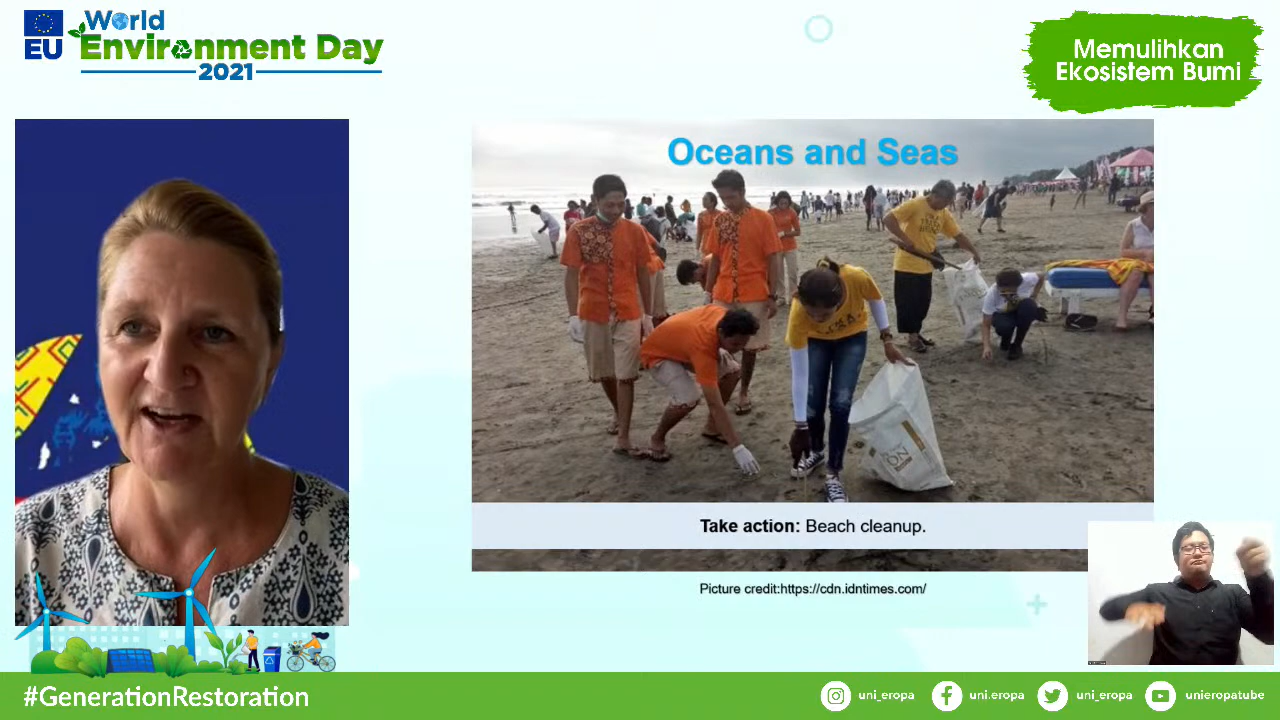 EU
World
Environment Day
2021
Memulihkan
Ekosistem Bumi
Oceans and Seas
Take action: Beach cleanup.
Picture credit:https://cdn.idntimes.com/
#GenerationRestoration
uni_eropa
uni.eropa
uni_eropa
unieropatube